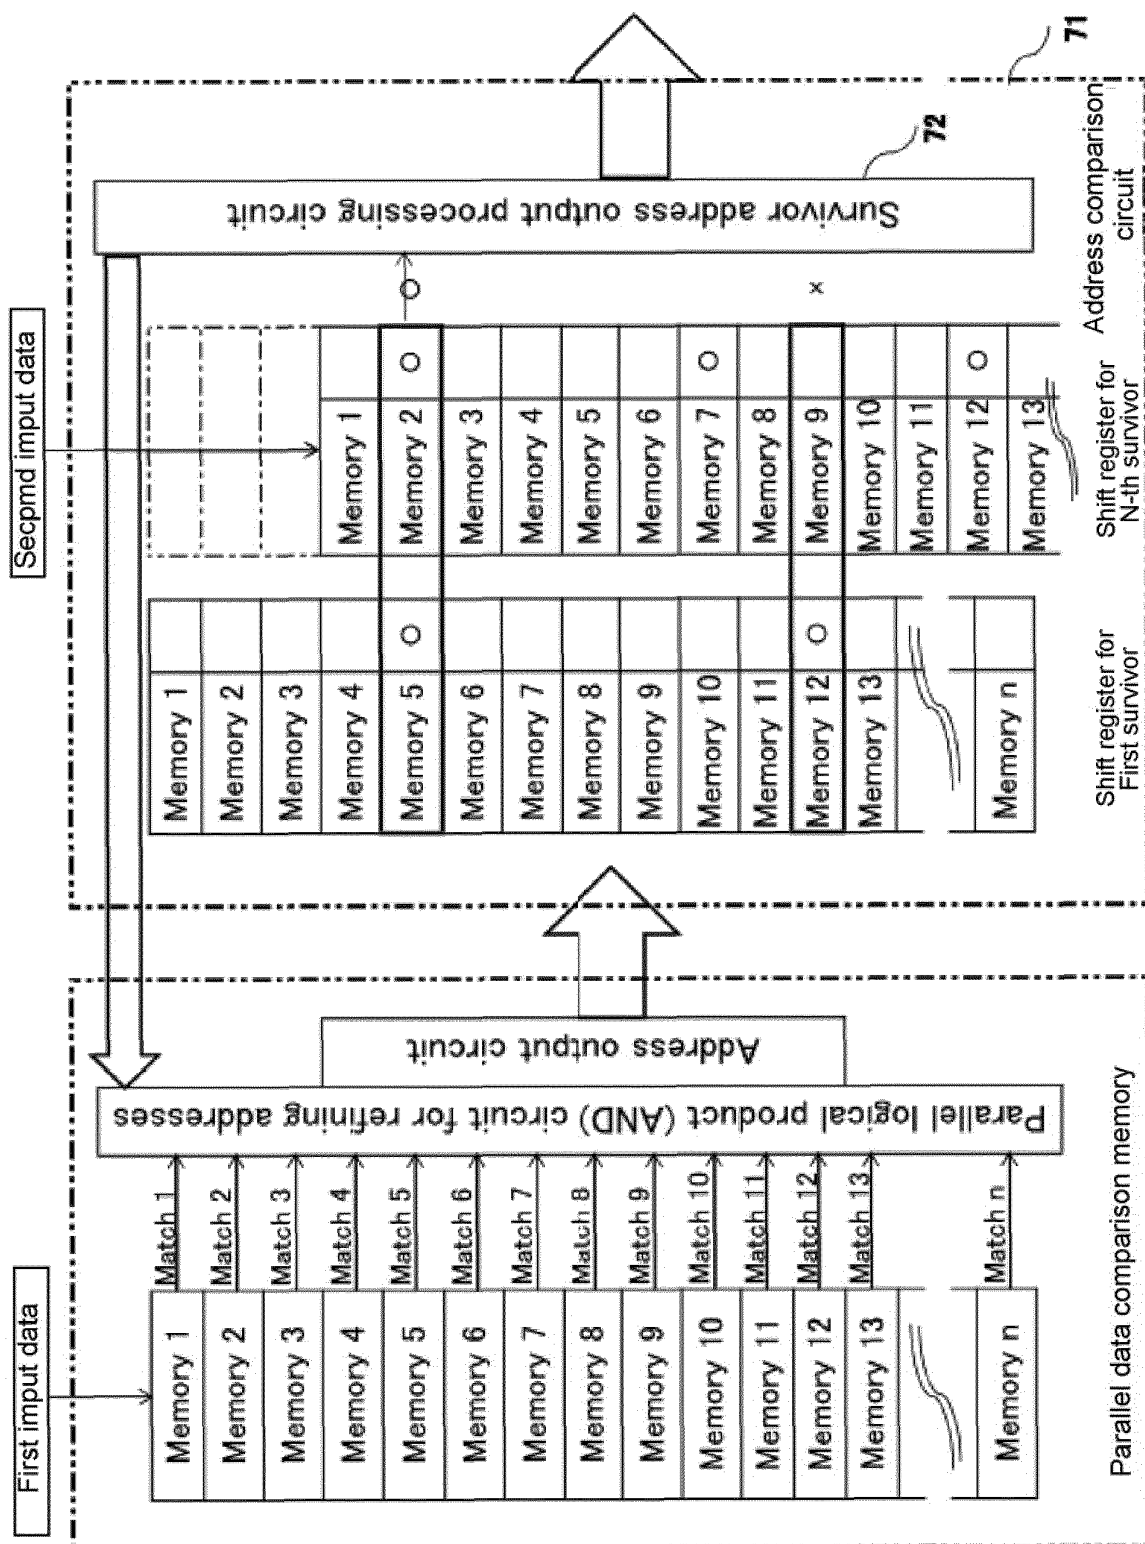 First imput data
Memory 1
Memory 2
Memory 3
Memory 4
Memory 5
Memory 6
Memory 7
Memory 8
Memory 9
Memory 10
Memory 11
Memory 12
Memory 13
Memory n
Match 1
Match 2
Match 3
Match 4
Match 5
Match 6
Match 7
Match 8
Match 9
Match 10
Match 11
Match 12
Match 13
Match n
Parallel logical product (AND) circuit for refining addresses
Address output circuit
Parallel data comparison memory
Secpmd imput data
Memory 1
Memory 2
Memory 3
Memory 4
Memory 5
Memory 6
Memory 7
Memory 8
Memory 9
Memory 10
Memory 11
Memory 12
Memory 13
Memory n
O
O
Shift register for
First survivor
Memory 1
Memory 2
Memory 3
Memory 4
Memory 5
Memory 6
Memory 7
Memory 8
Memory 9
Memory 10
Memory 11
Memory 12
Memory 13
O
O
O
Shift register for
N-th survivor
O
×
Survivor address output processing circuit
72
Address comparison
circuit
71